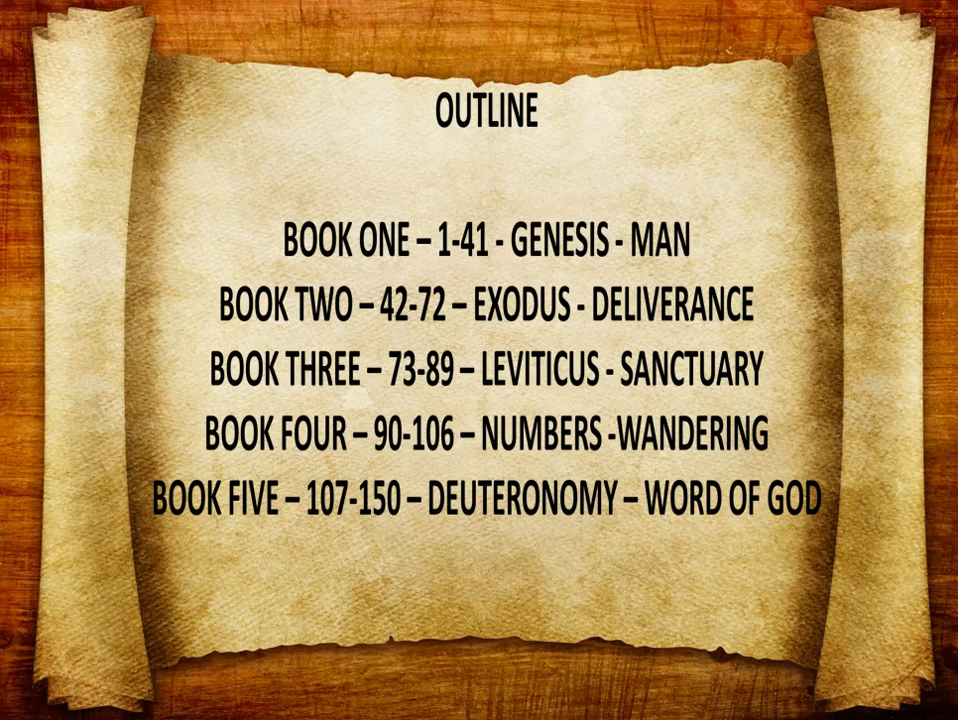 OUTLINE
BOOK ONE – 1-41 - GENESIS - MAN
BOOK TWO – 42-72 – EXODUS - DELIVERANCE
BOOK THREE – 73-89 – LEVITICUS - SANCTUARY
BOOK FOUR – 90-106 – NUMBERS -WANDERING
BOOK FIVE – 107-150 – DEUTERONOMY – WORD OF GOD